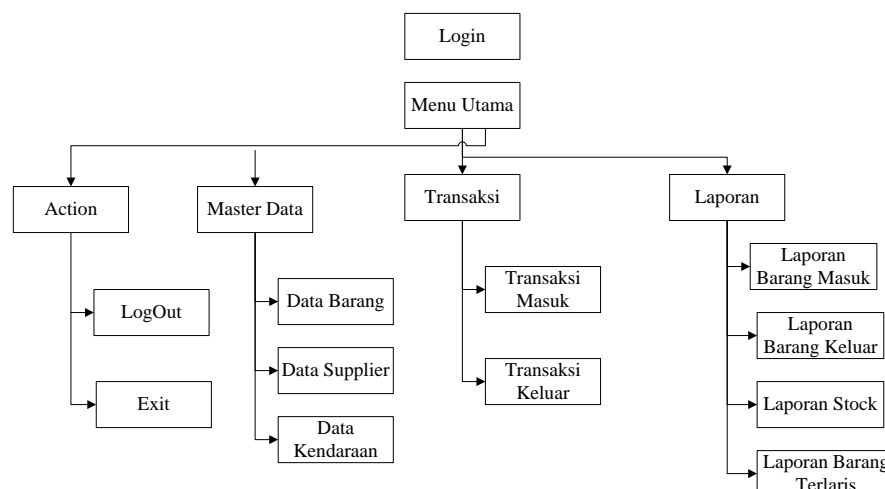 Login
Menu Utama
Action
Master Data
Transaksi
Laporan
LogOut
Exit
Data Barang
Data Supplier
Data
Kendaraan
Transaksi
Masuk
Transaksi
Keluar
Laporan
Barang Masuk
Laporan
Barang Keluar
Laporan Stock
Laporan Barang
Terlaris